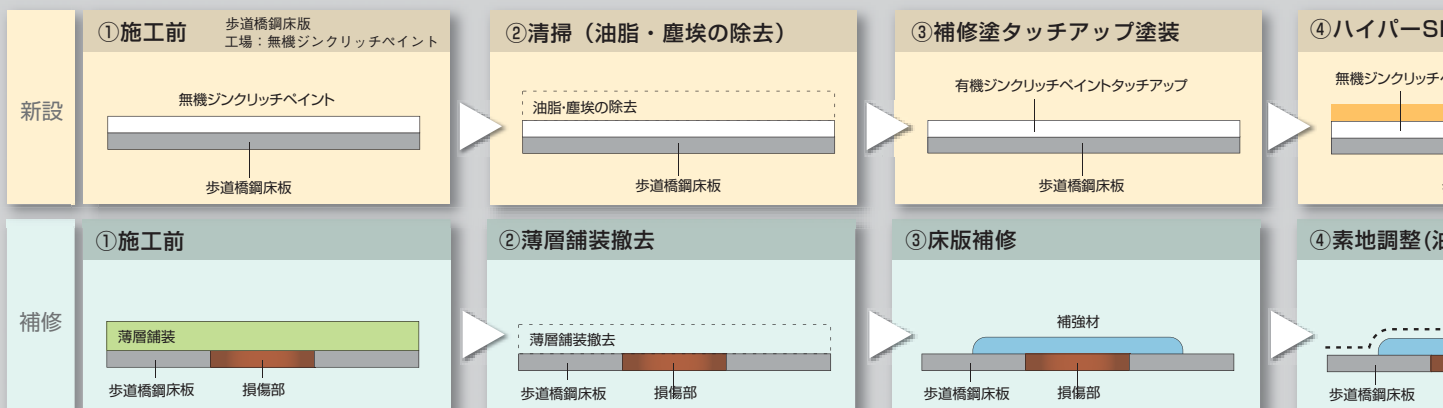 新設
①施工前
歩道橋鋼床版
工場：無機ジンクリッチペイント
無機ジンクリッチペイント
歩道橋鋼床板
②清掃（油脂・塵埃の除去）
油脂・塵埃の除去
歩道橋鋼床板
③補修塗タッチアップ塗装
有機ジンクリッチペイントタッチアップ
歩道橋鋼床板
④ハイパーS
無機ジンクリッチ
補修
①施工前
薄層舗装
歩道橋鋼床板
損傷部
②薄層舗装撤去
薄層舗装撤去
歩道橋鋼床板
損傷部
③床版補修
補強材
歩道橋鋼床板
損傷部
④素地調整(油
歩道橋鋼床板